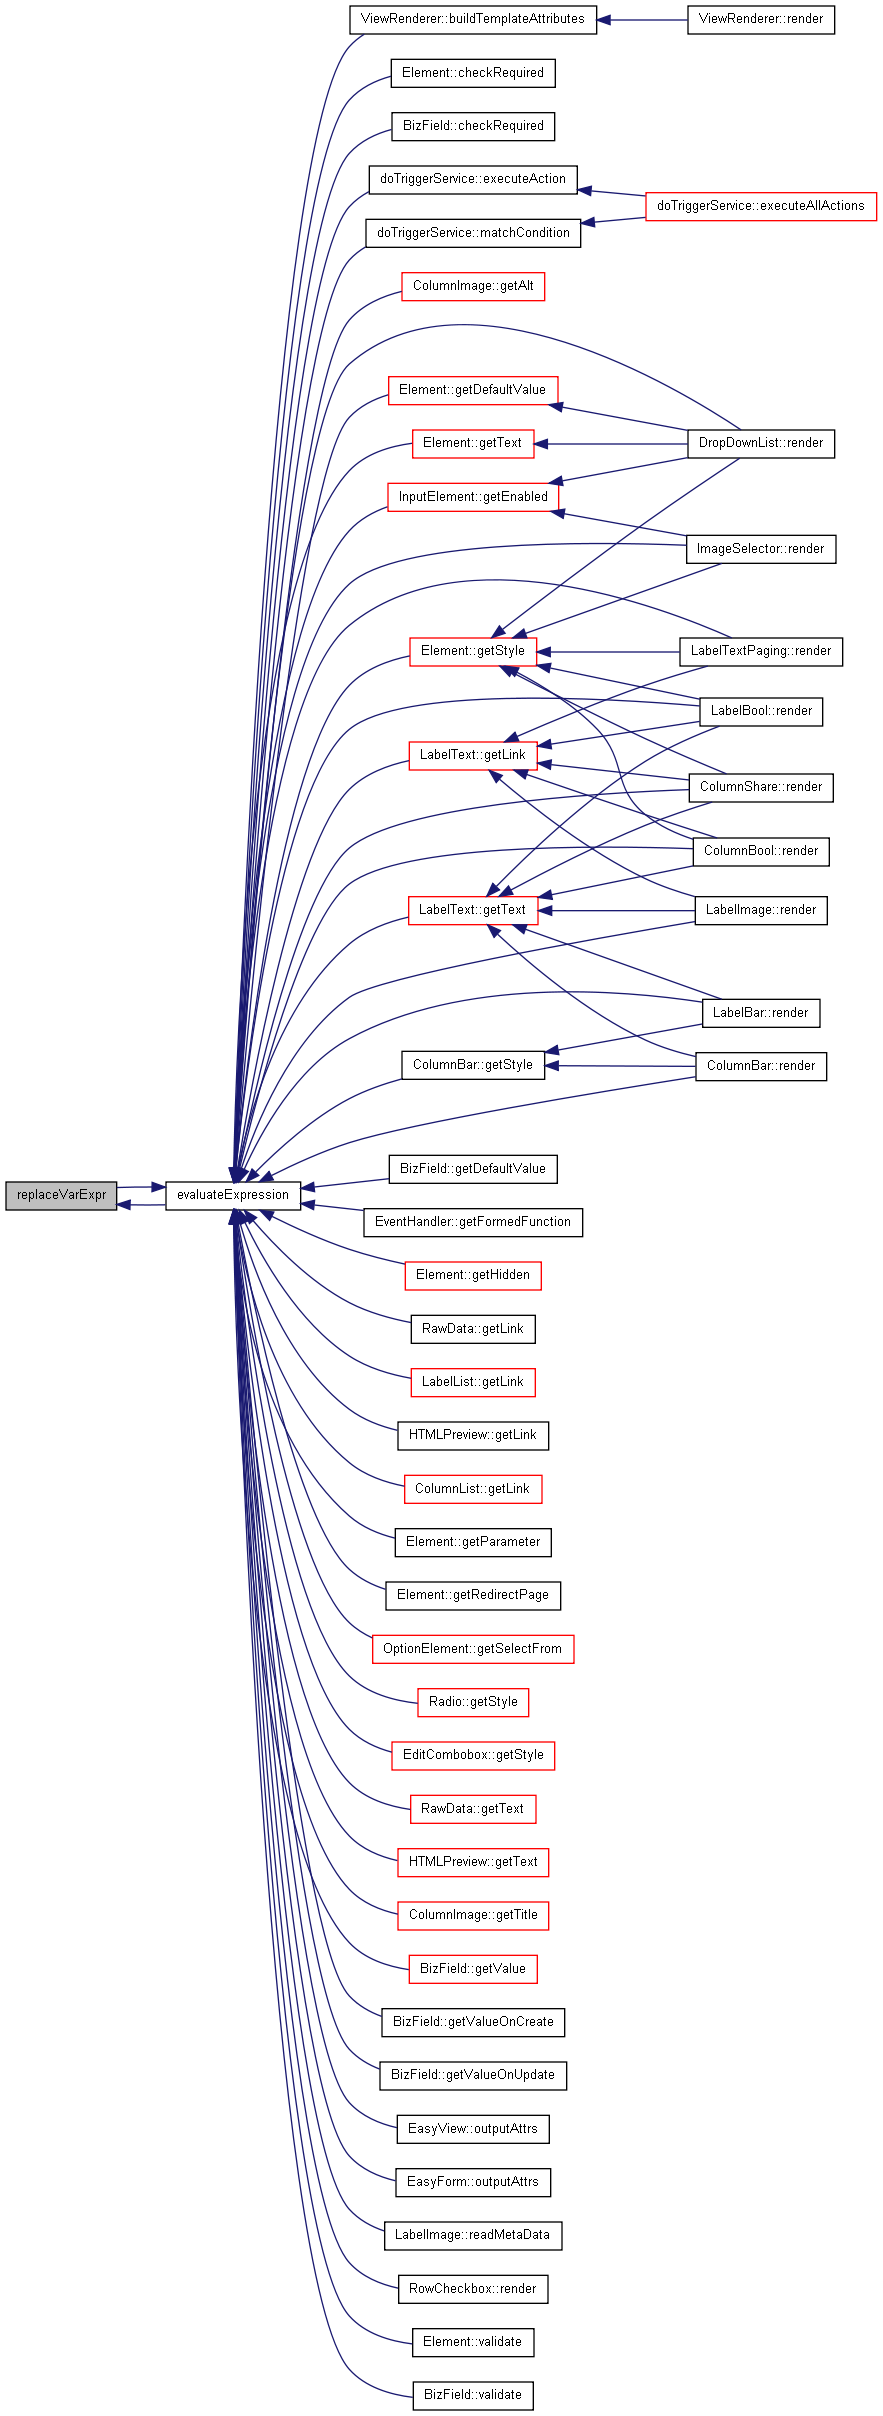 ViewRenderer::buildTemplateAttributes
ViewRenderer::render
Element::checkRequired
BizField::checkRequired
doTriggerService::executeAction
doTriggerService::executeAllActions
doTriggerService::matchCondition
ColumnImage::getAlt
Element::getDefaultValue
Element::getText
DropDownList::render
InputElement::getEnabled
ImageSelector::render
Element::getStyle
LabelTextPaging::render
LabelBool::render
LabelText::getLink
ColumnShare::render
ColumnBool::render
LabelText::getText
LabelImage::render
LabelBar::render
ColumnBar::getStyle
ColumnBar::render
BizField::getDefaultValue
replaceVarExpr
evaluateExpression
EventHandler::getFormedFunction
Element::getHidden
RawData::getLink
LabelList::getLink
HTMLPreview::getLink
ColumnList::getLink
Element::getParameter
Element::getRedirectPage
OptionElement::getSelectFrom
Radio::getStyle
EditCombobox::getStyle
RawData::getText
HTMLPreview::getText
ColumnImage::getTitle
BizField::getValue
BizField::getValueOnCreate
BizField::getValueOnUpdate
EasyView::outputAttrs
EasyForm::outputAttrs
LabelImage::readMetaData
RowCheckbox::render
Element::validate
BizField::validate